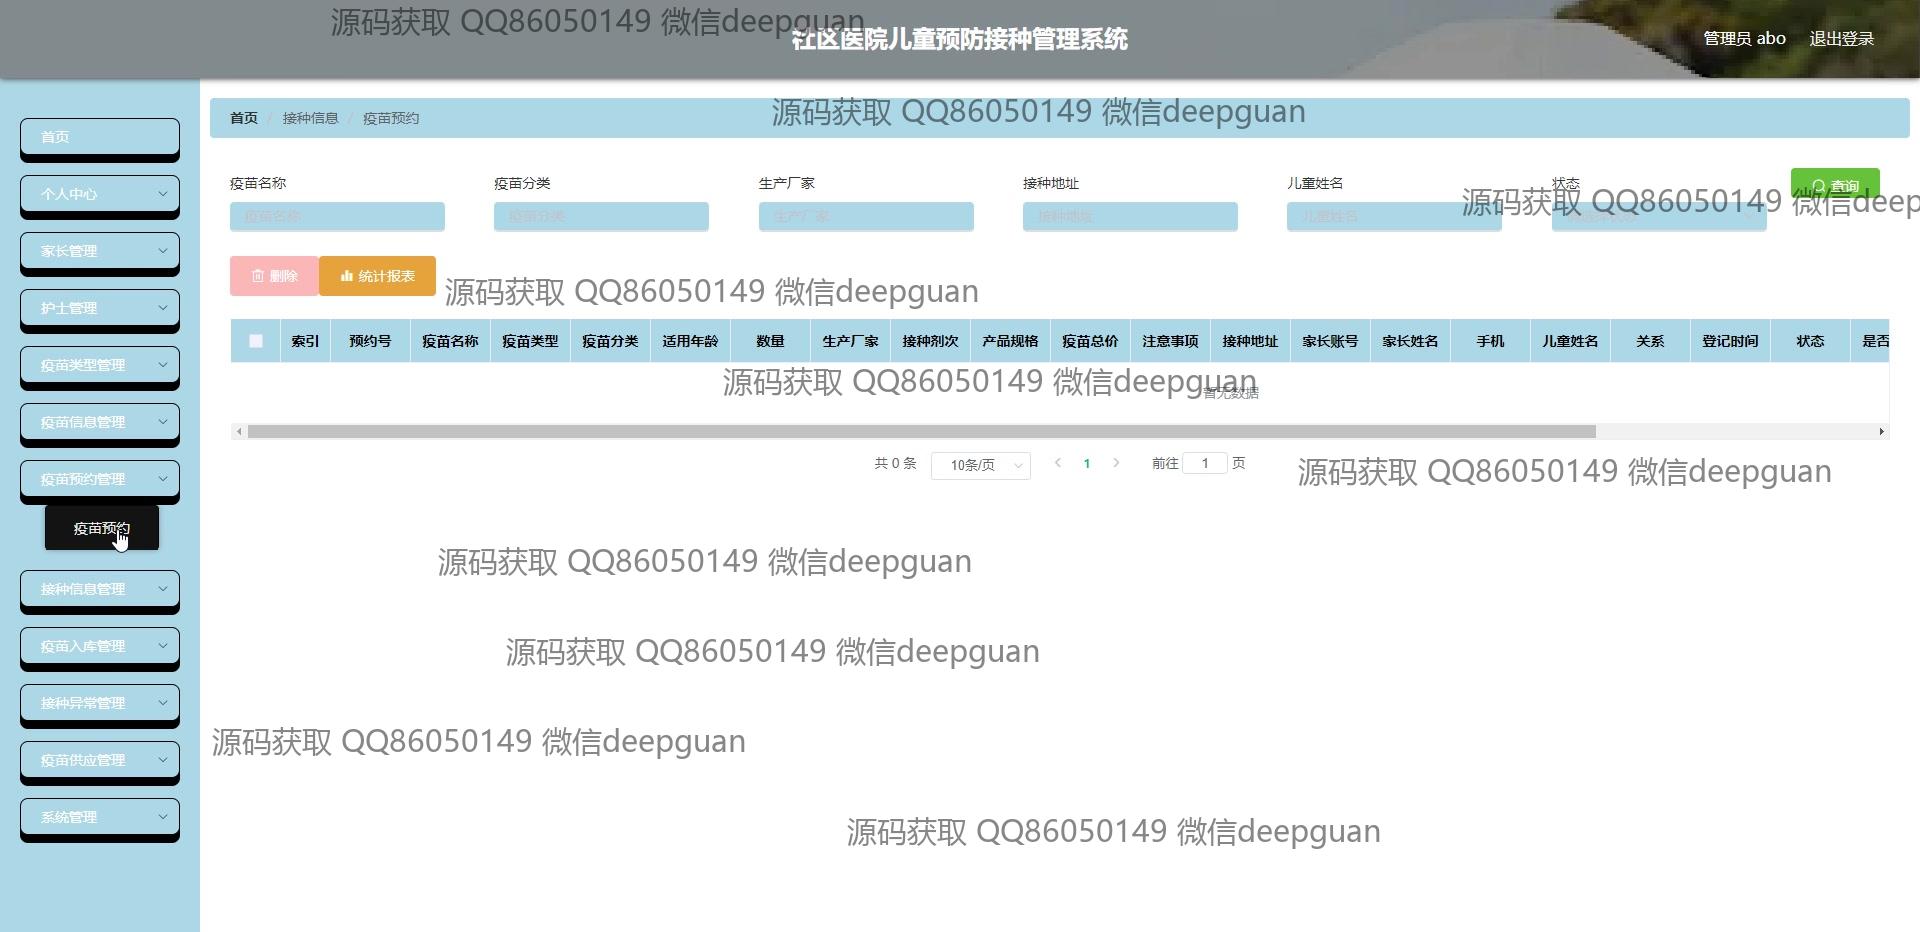 源码获取 QQ86050149 微信deepguan
社区医院儿童预防接种管理系统
管理员 abo 退出登录
首页 / 接种信息 / 疫苗预约
源码获取 QQ86050149 微信deepguan
首页
个人中心
家长管理
护士管理
疫苗类型管理
疫苗信息管理
疫苗预约管理
疫苗预约
接种信息管理
疫苗入库管理
接种异常管理
疫苗供应管理
系统管理
疫苗名称 疫苗分类 生产厂家 接种地址 儿童姓名 状态 查询
疫苗名称 疫苗分类 生产厂家 接种地址 儿童姓名
源码获取 QQ86050149 微信deep
删除 统计报表
源码获取 QQ86050149 微信deepguan
索引 预约号 疫苗名称 疫苗类型 疫苗分类 适用年龄 数量 生产厂家 接种剂次 产品规格 疫苗总价 注意事项 接种地址 家长账号 家长姓名 手机 儿童姓名 关系 登记时间 状态 是否
源码获取 QQ86050149 微信deepguan
暂无数据
共 0 条 10条/页 1 前往 1 页
源码获取 QQ86050149 微信deepguan
源码获取 QQ86050149 微信deepguan
源码获取 QQ86050149 微信deepguan
源码获取 QQ86050149 微信deepguan
源码获取 QQ86050149 微信deepguan